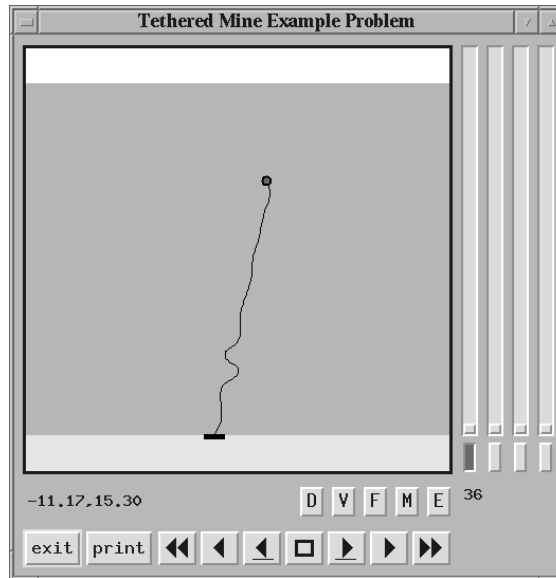 Tethered Mine Example Problem
-11.17,15.30
D V F M E
36
exit print